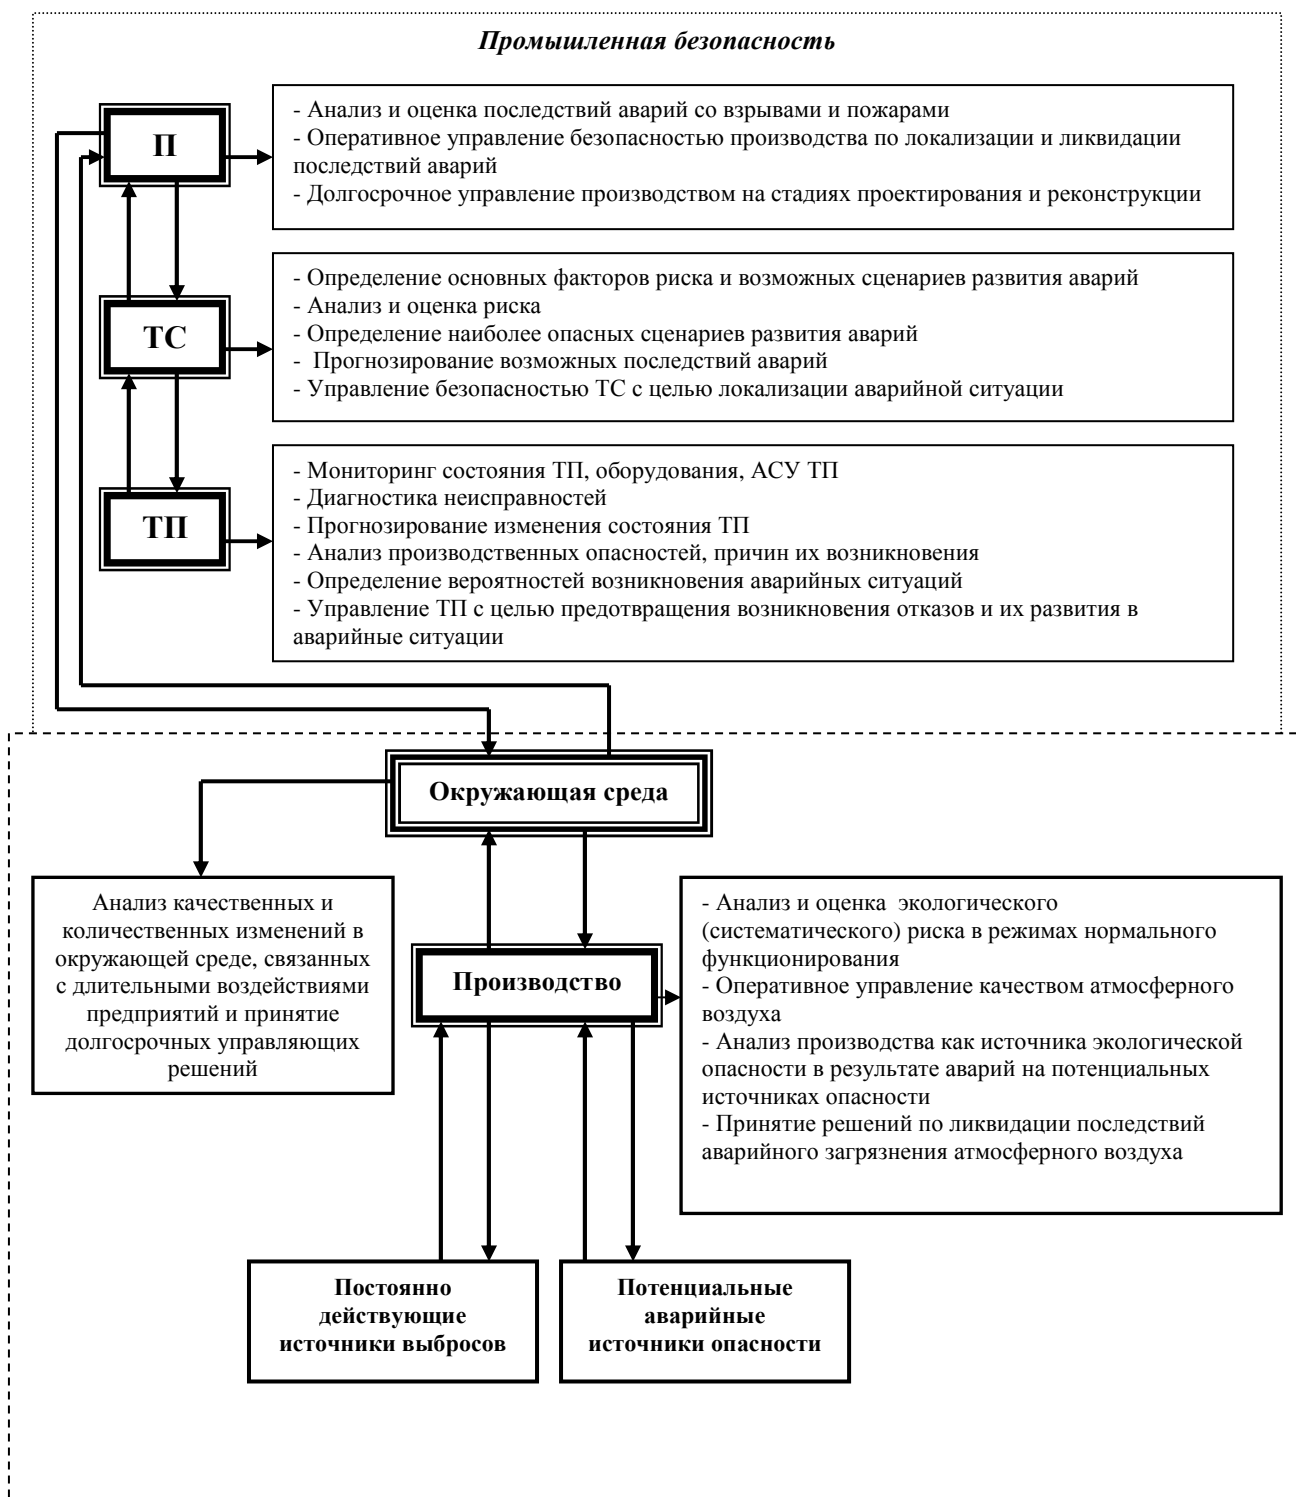 Промышленная безопасность
П
- Анализ и оценка последствий аварий со взрывами и пожарами
- Оперативное управление безопасностью производства по локализации и ликвидации
последствий аварий
- Долгосрочное управление производством на стадиях проектирования и реконструкции
ТС
- Определение основных факторов риска и возможных сценариев развития аварий
- Анализ и оценка риска
- Определение наиболее опасных сценариев развития аварий
- Прогнозирование возможных последствий аварий
- Управление безопасностью ТС с целью локализации аварийной ситуации
ТП
- Мониторинг состояния ТП, оборудования, АСУ ТП
- Диагностика неисправностей
- Прогнозирование изменения состояния ТП
- Анализ производственных опасностей, причин их возникновения
- Определение вероятностей возникновения аварийных ситуаций
- Управление ТП с целью предотвращения возникновения отказов и их развития в
аварийные ситуации
Окружающая среда
Анализ качественных и
количественных изменений в
окружающей среде, связанных
с длительными воздействиями
предприятий и принятие
долгосрочных управляющих
решений
Производство
- Анализ и оценка экологического
(систематического) риска в режимах нормального
функционирования
- Оперативное управление качеством атмосферного
воздуха
- Анализ производства как источника экологической
опасности в результате аварий на потенциальных
источниках опасности
- Принятие решений по ликвидации последствий
аварийного загрязнения атмосферного воздуха
Постоянно
действующие
источники выбросов
Потенциальные
аварийные
источники опасности